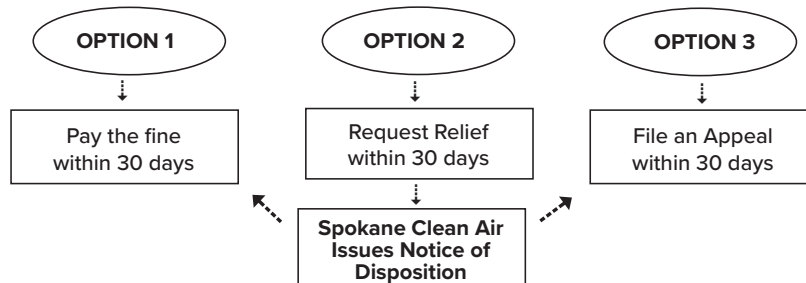 OPTION 1
OPTION 2
OPTION 3
Pay the fine
within 30 days
Request Relief
within 30 days
File an Appeal
within 30 days
Spokane Clean Air
Issues Notice of
Disposition